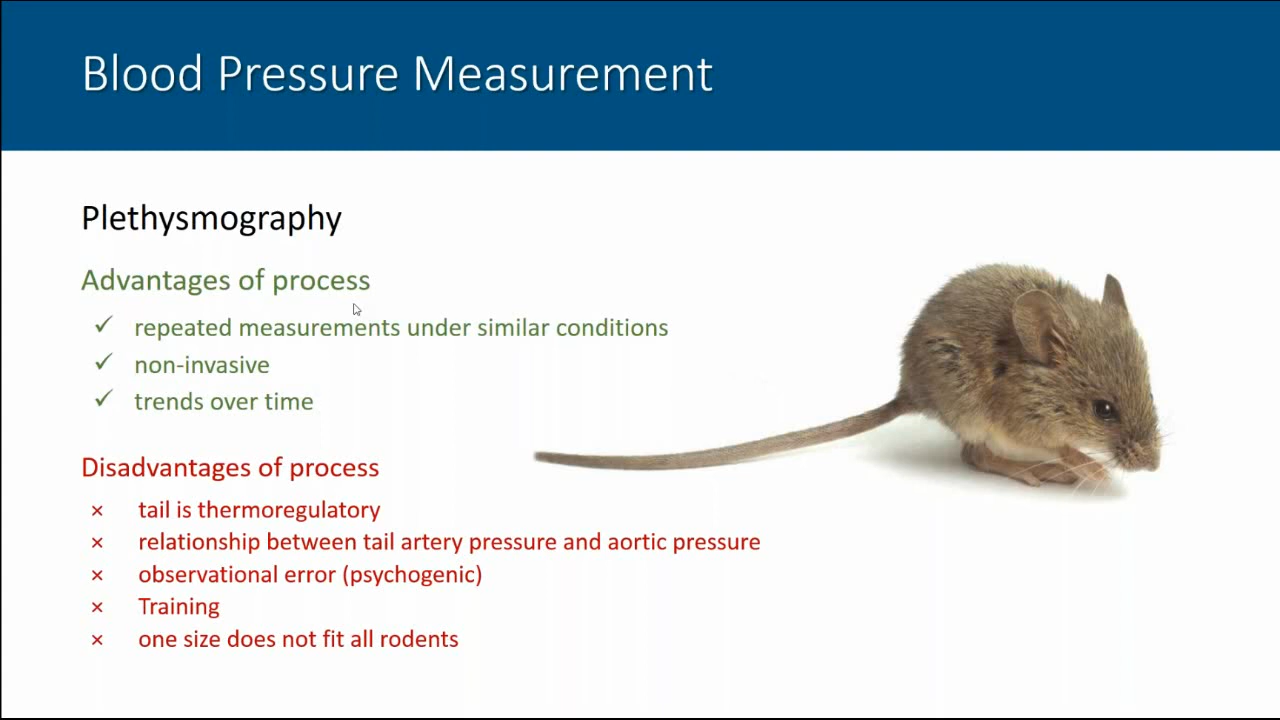 Blood Pressure Measurement
Plethysmography
Advantages of process
✓ repeated measurements under similar conditions
✓ non-invasive
✓ trends over time
Disadvantages of process
× tail is thermoregulatory
× relationship between tail artery pressure and aortic pressure
× observational error (psychogenic)
× Training
× one size does not fit all rodents